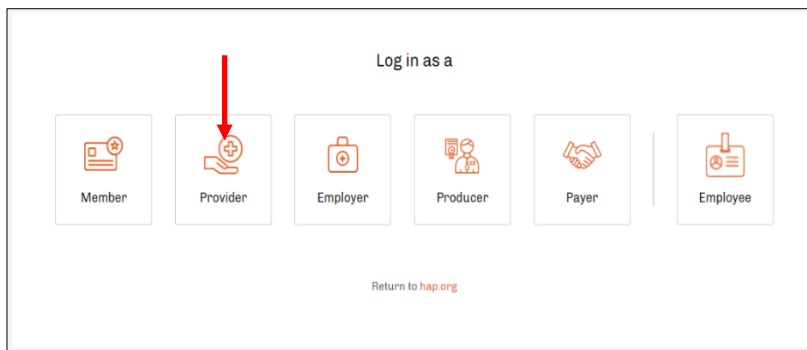 Log in as a
Member Provider Employer Producer Payer Employee
Return to hap.org